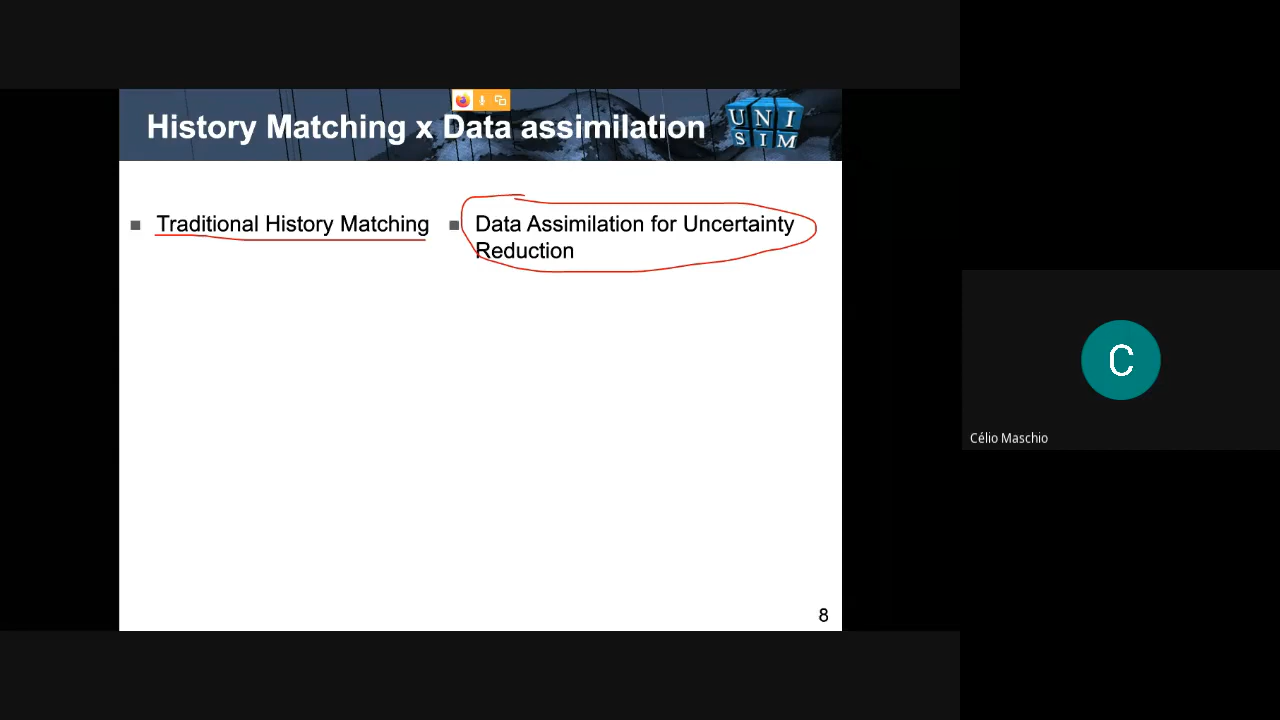 History Matching x Data assimilation
UNI
SIM
Traditional History Matching
Data Assimilation for Uncertainty
Reduction
8
C
Célio Maschio